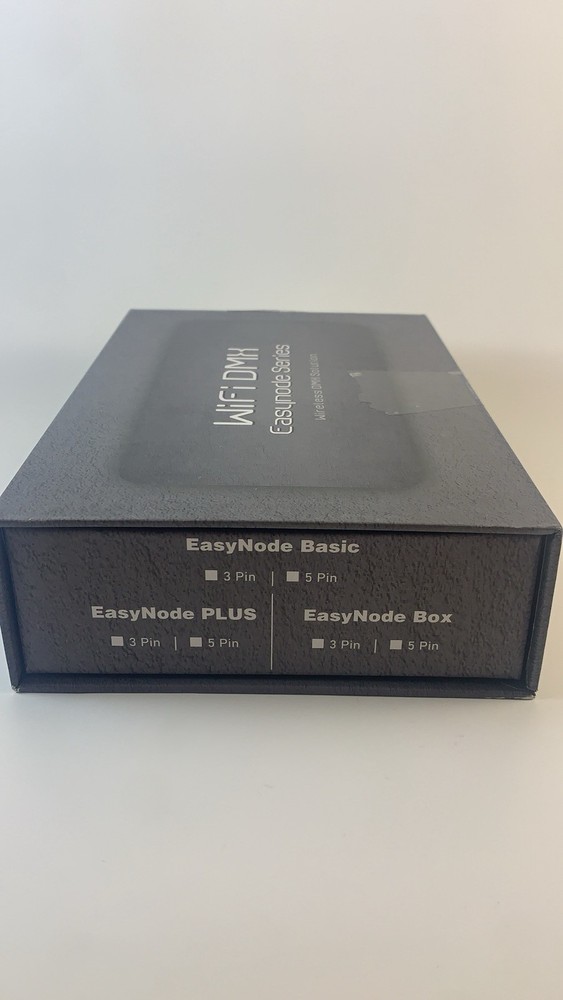 WiFi DMX
Easynode Series
Wireless DMX Solution
EasyNode Basic
3 Pin | 5 Pin
EasyNode PLUS
3 Pin | 5 Pin
EasyNode Box
3 Pin | 5 Pin